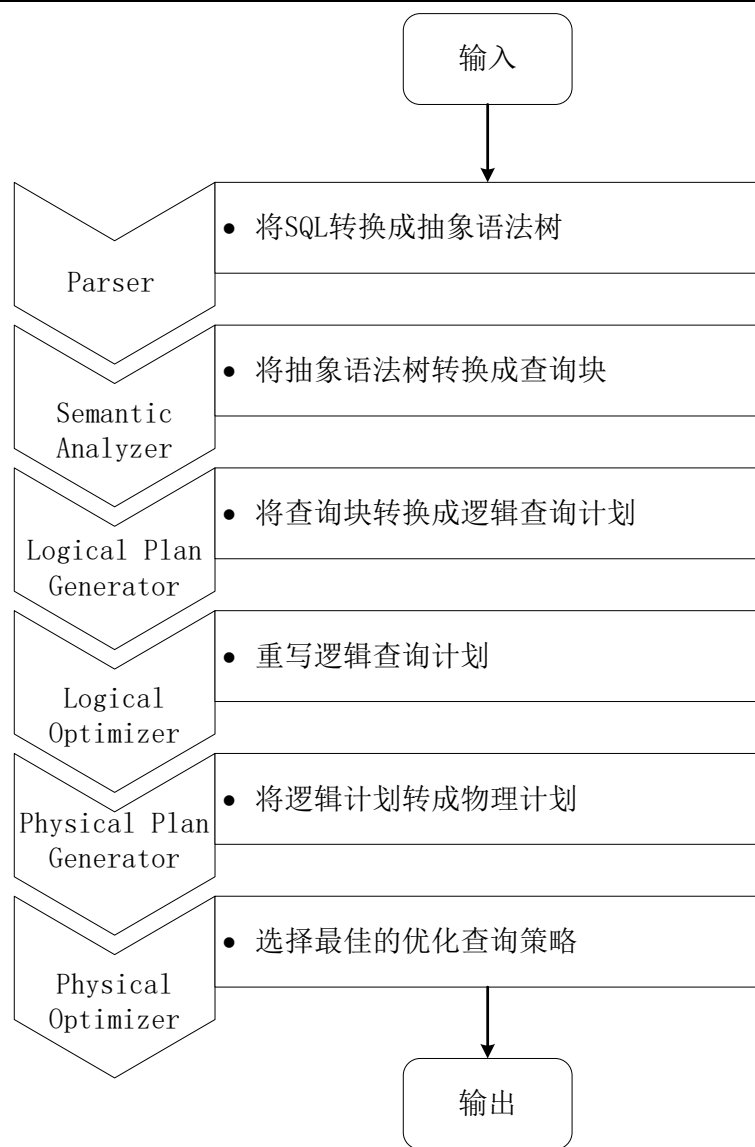 输入
• 将SQL转换成抽象语法树
Parser
• 将抽象语法树转换成查询块
Semantic
Analyzer
• 将查询块转换成逻辑查询计划
Logical Plan
Generator
• 重写逻辑查询计划
Logical
Optimizer
• 将逻辑计划转成物理计划
Physical Plan
Generator
• 选择最佳的优化查询策略
Physical
Optimizer
输出